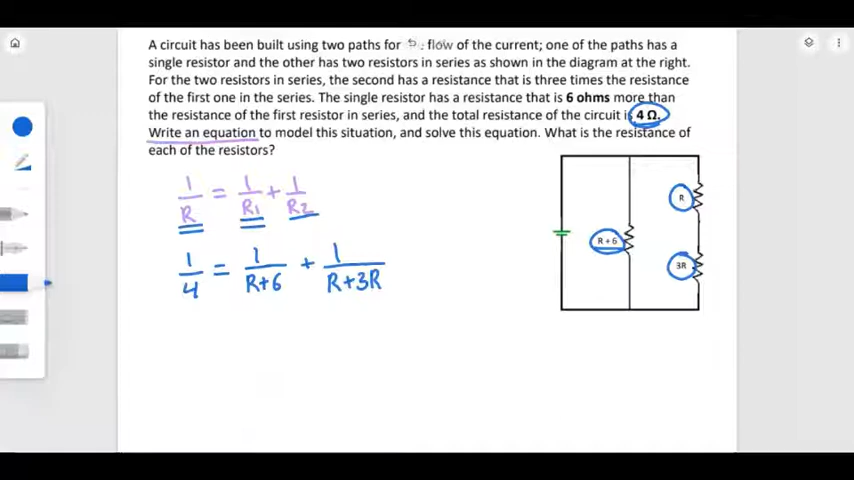 A circuit has been built using two paths for flow of the current; one of the paths has a
single resistor and the other has two resistors in series as shown in the diagram at the right.
For the two resistors in series, the second has a resistance that is three times the resistance
of the first one in the series. The single resistor has a resistance that is 6 ohms more than
the resistance of the first resistor in series, and the total resistance of the circuit is 4 Ω.
Write an equation to model this situation, and solve this equation. What is the resistance of
each of the resistors?
1/R = 1/R1 + 1/R2
1/4 = 1/R+6 + 1/R+3R
R
R + 6
3R